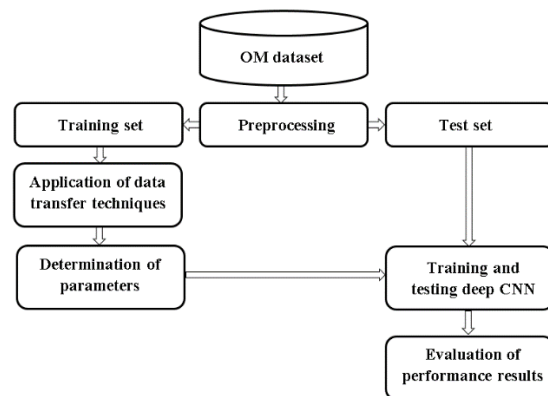 OM dataset
Training set
Preprocessing
Test set
Application of data
transfer techniques
Determination of
parameters
Training and
testing deep CNN
Evaluation of
performance results